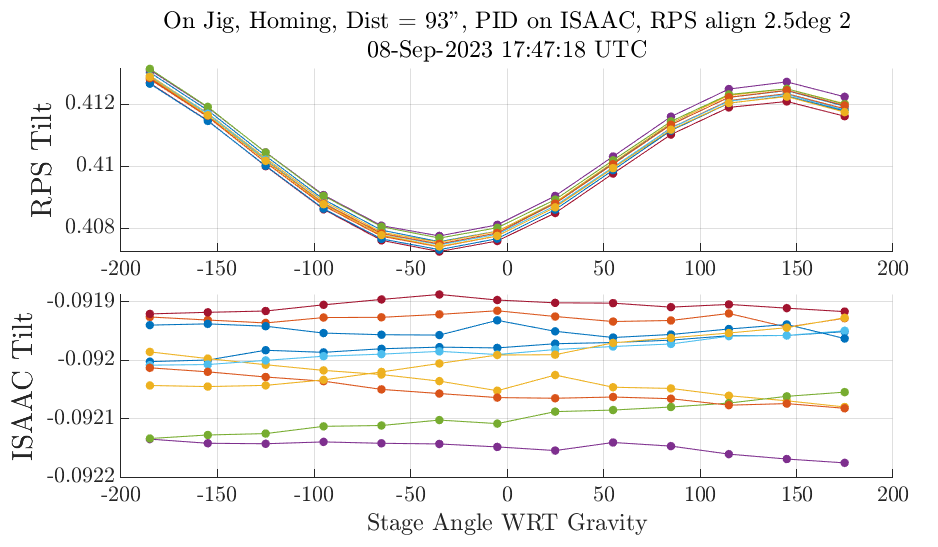 On Jig, Homing, Dist = 93”, PID on ISAAC, RPS align 2.5deg 2
08-Sep-2023 17:47:18 UTC
RPS Tilt
0.412
0.41
0.408
-200 -150 -100 -50 0 50 100 150 200
ISAAC Tilt
-0.0919
-0.092
-0.0921
-0.0922
-200 -150 -100 -50 0 50 100 150 200
Stage Angle WRT Gravity